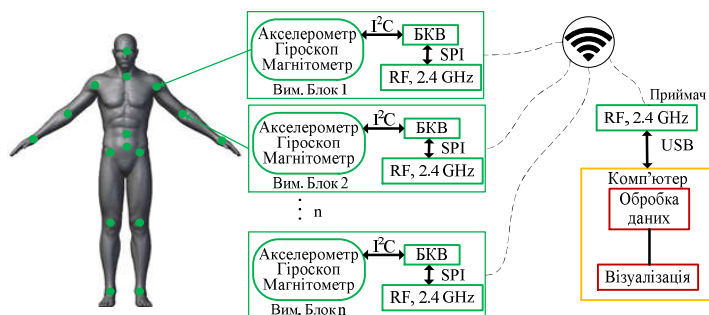 Акселерометр
Гіроскоп
Магнітометр
I²C
БКВ
SPI
RF, 2.4 GHz
Вим. Блок 1
Акселерометр
Гіроскоп
Магнітометр
I²C
БКВ
SPI
RF, 2.4 GHz
Вим. Блок 2
⋮ n
Акселерометр
Гіроскоп
Магнітометр
I²C
БКВ
SPI
RF, 2.4 GHz
Вим. Блок n
Приймач
RF, 2.4 GHz
USB
Комп'ютер
Обробка
даних
Візуалізація